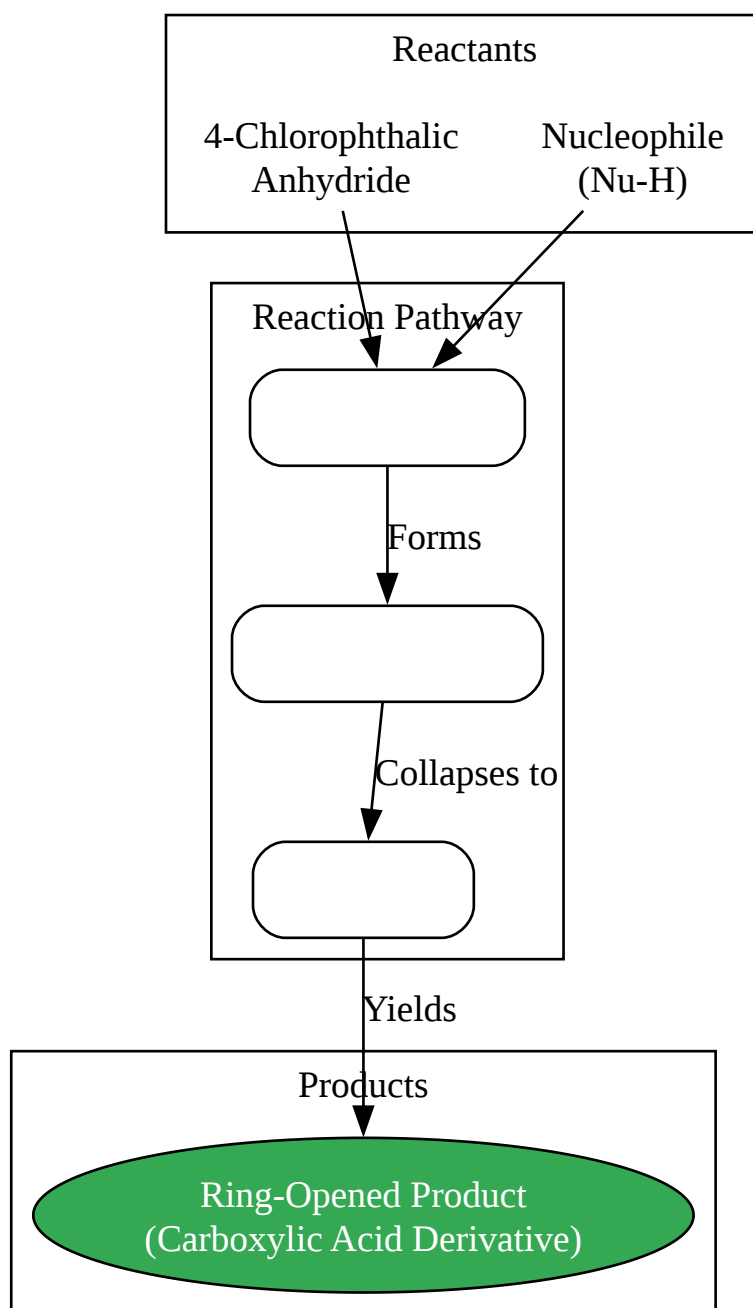 Reactants
4-Chlorophthalic
Anhydride
Nucleophile
(Nu-H)
Reaction Pathway
Forms
Collapses to
Yields
Products
Ring-Opened Product
(Carboxylic Acid Derivative)